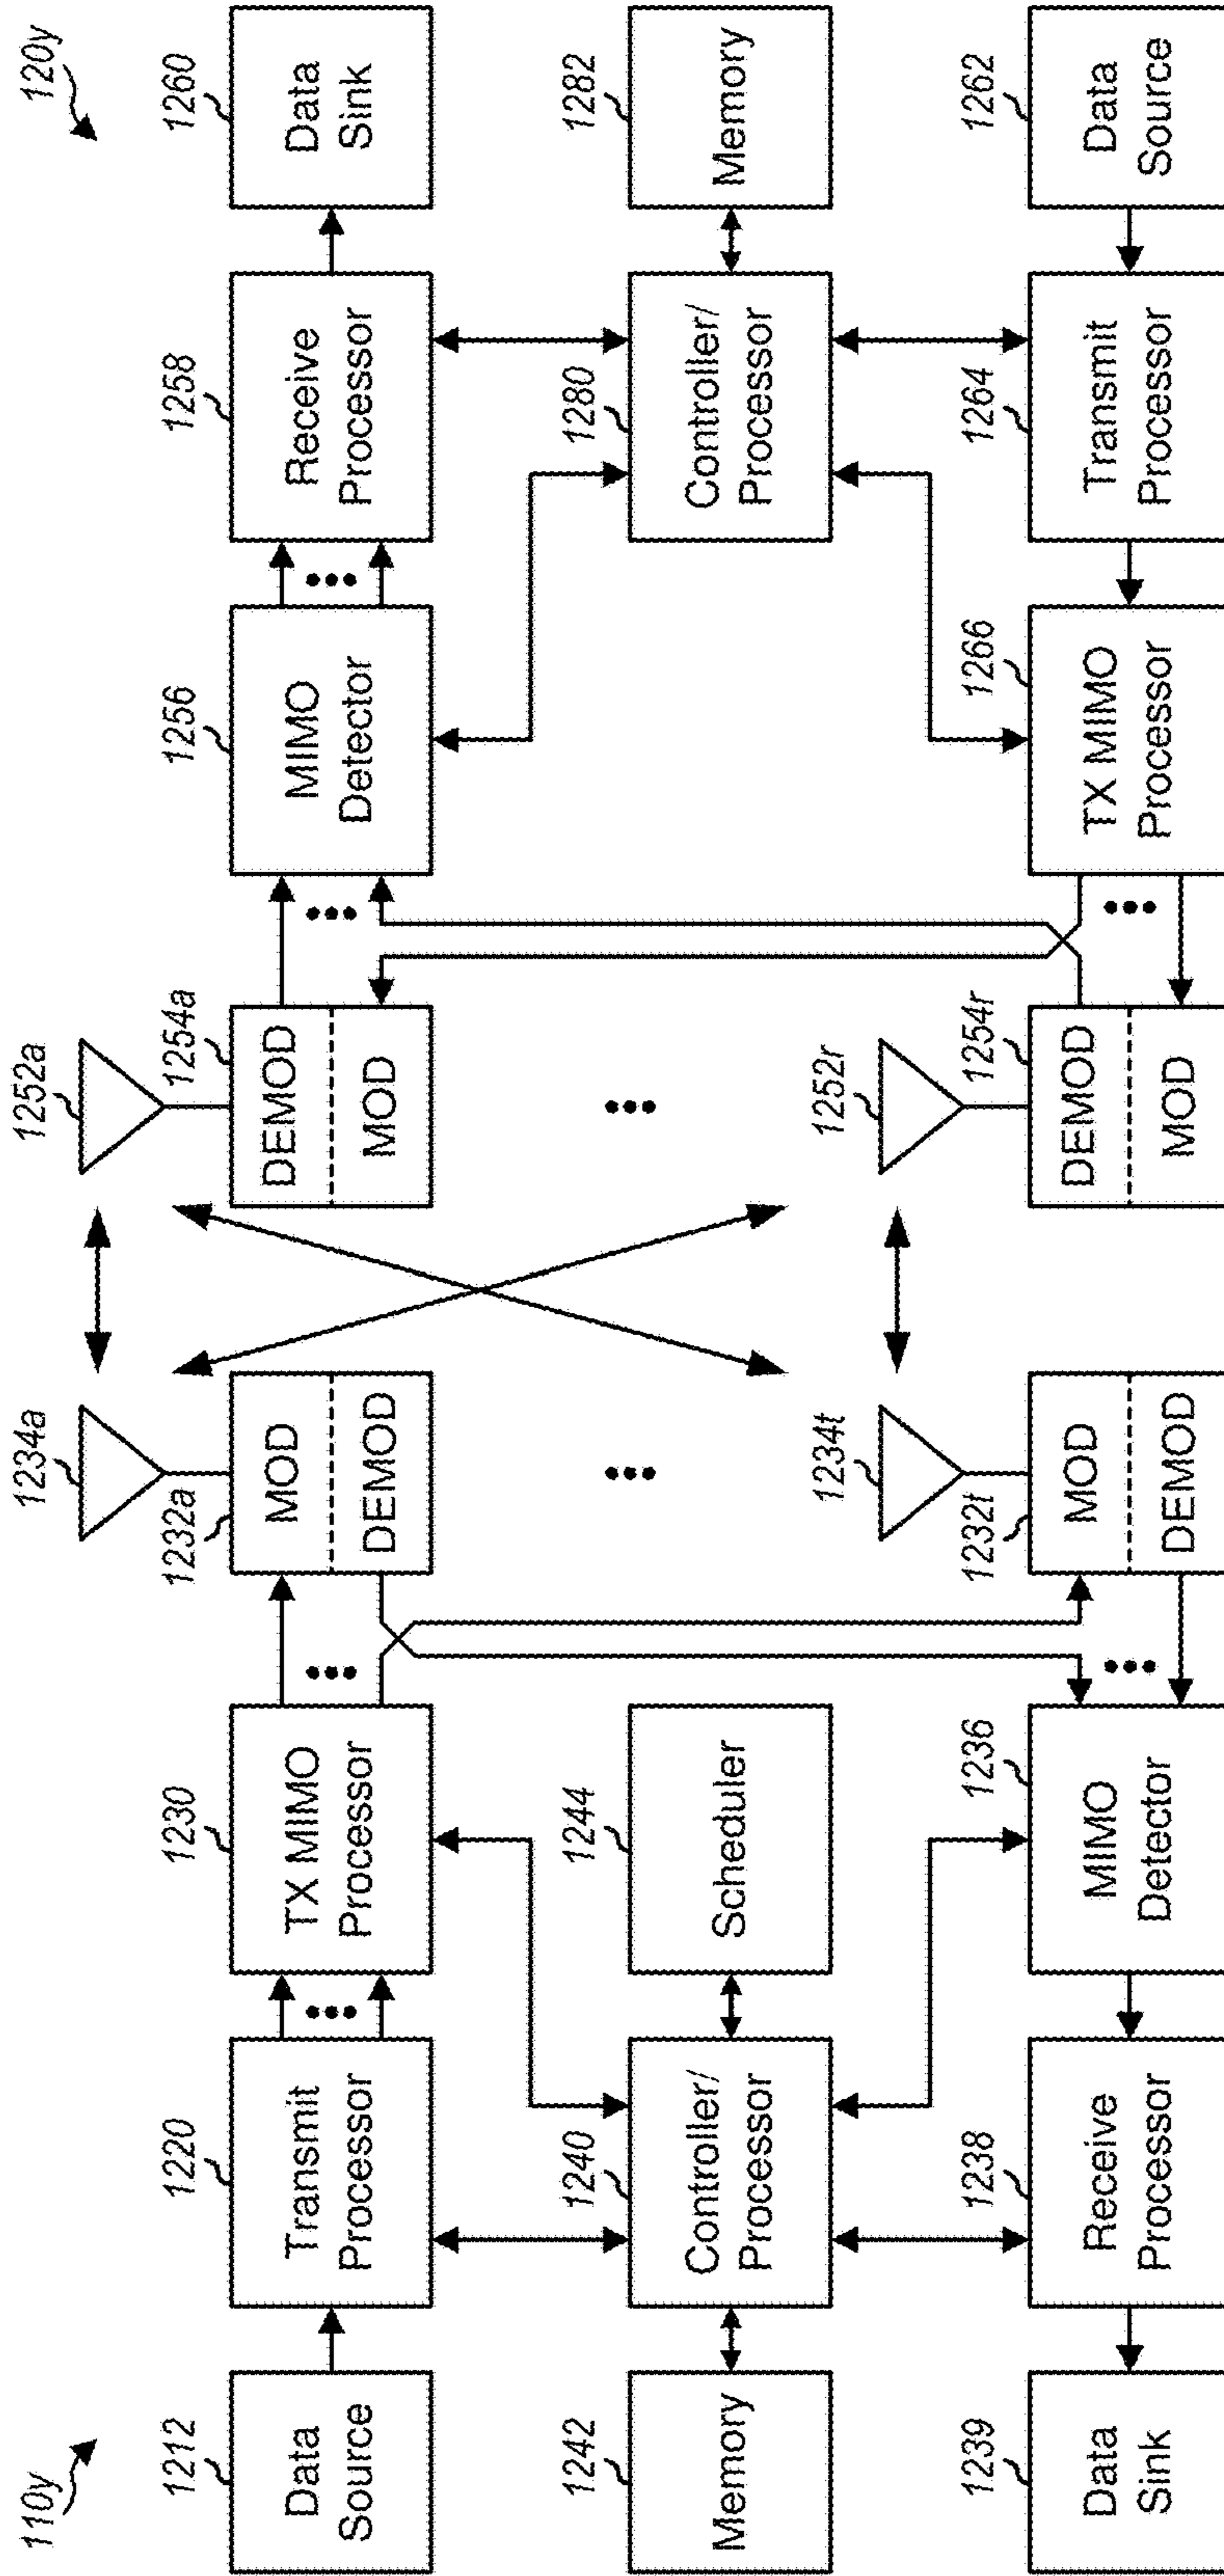 110y
120y
1234a
1252a
1212
1220
1230
1232a
1254a
1256
1258
1260
Data
Source
Transmit
Processor
TX MIMO
Processor
MOD
DEMOD
DEMOD
MOD
MIMO
Detector
Receive
Processor
Data
Sink
1242
1240
1244
1280
1282
Memory
Controller/
Processor
Scheduler
Controller/
Processor
Memory
1234t
1252r
1239
1238
1236
1232t
1254r
1266
1264
1262
Data
Sink
Receive
Processor
MIMO
Detector
MOD
DEMOD
DEMOD
MOD
TX MIMO
Processor
Transmit
Processor
Data
Source